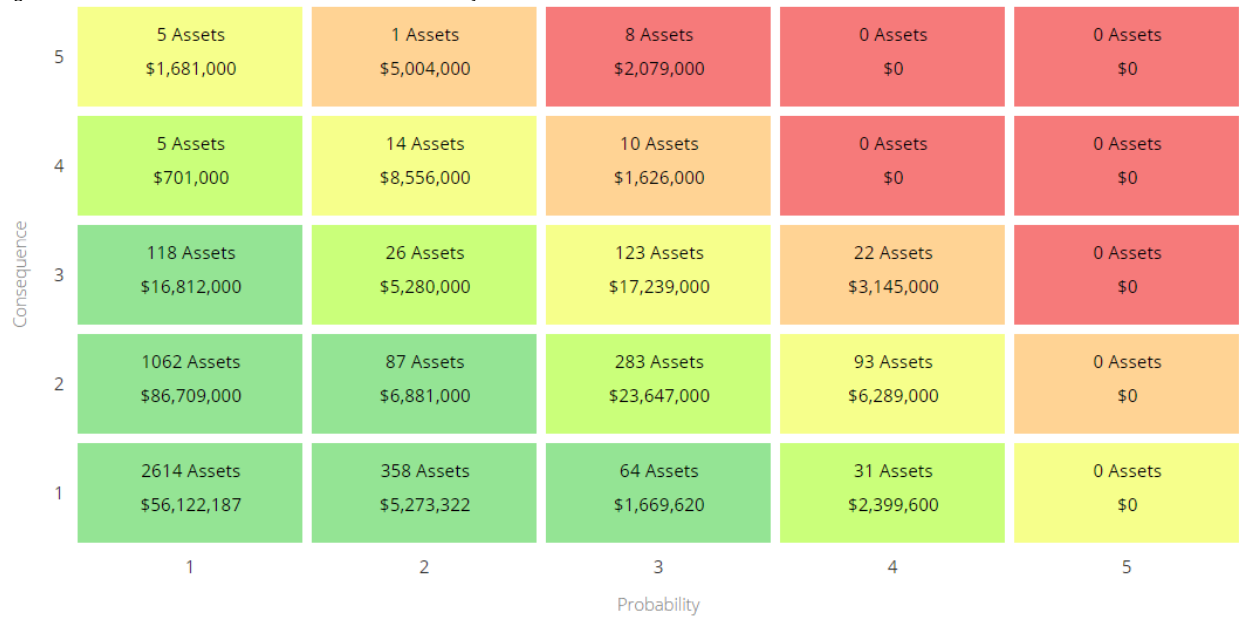 5 Assets 1 Assets 8 Assets 0 Assets 0 Assets
5
$1,681,000 $5,004,000 $2,079,000 $0 $0
5 Assets 14 Assets 10 Assets 0 Assets 0 Assets
4
$701,000 $8,556,000 $1,626,000 $0 $0
118 Assets 26 Assets 123 Assets 22 Assets 0 Assets
3
$16,812,000 $5,280,000 $17,239,000 $3,145,000 $0
Consequence
1062 Assets 87 Assets 283 Assets 93 Assets 0 Assets
2
$86,709,000 $6,881,000 $23,647,000 $6,289,000 $0
2614 Assets 358 Assets 64 Assets 31 Assets 0 Assets
1
$56,122,187 $5,273,322 $1,669,620 $2,399,600 $0
1 2 3 4 5
Probability